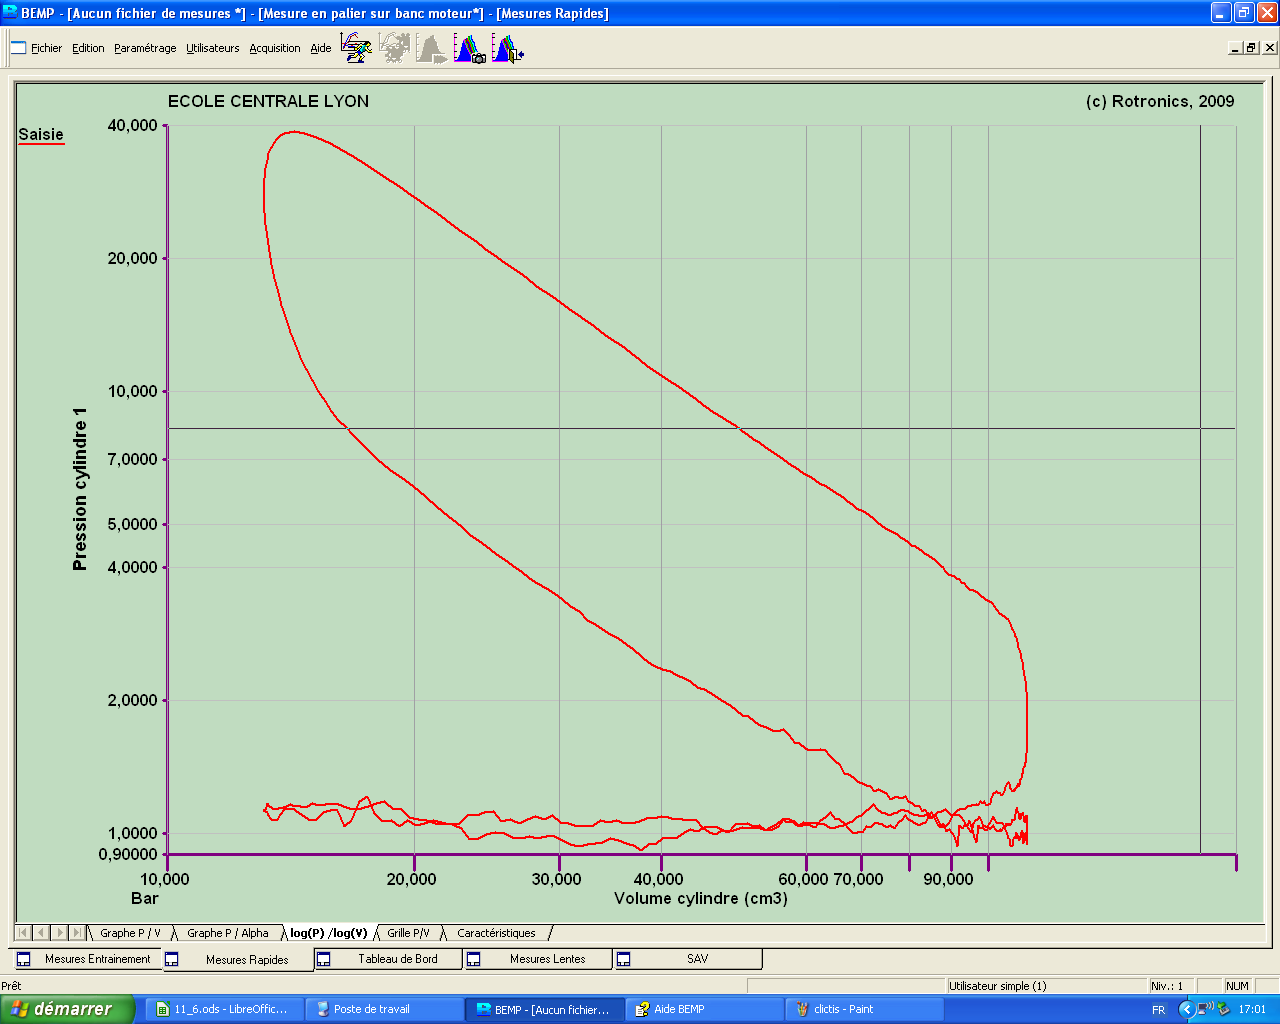 BEMP - [Aucun fichier de mesures *] - [Mesure en palier sur banc moteur*] - [Mesures Rapides]
Fichier Edition Paramétrage Utilisateurs Acquisition Aide
ECOLE CENTRALE LYON
(c) Rotronics, 2009
Saisie
40,000
20,000
10,000
7,0000
5,0000
4,0000
2,0000
1,0000
0,90000
Pression cylindre 1
10,000 20,000 30,000 40,000 60,000 70,000 90,000
Bar
Volume cylindre (cm3)
Graphe P / V Graphe P / Alpha log(P) /log(V) Grille P/V Caractéristiques
Mesures Entrainement Mesures Rapides Tableau de Bord Mesures Lentes SAV
Prêt
Utilisateur simple (1) Niv.: 1 NUM
démarrer 11_6.ods - LibreOffic... Poste de travail BEMP - [Aucun fichier... Aide BEMP clictis - Paint FR 17:01